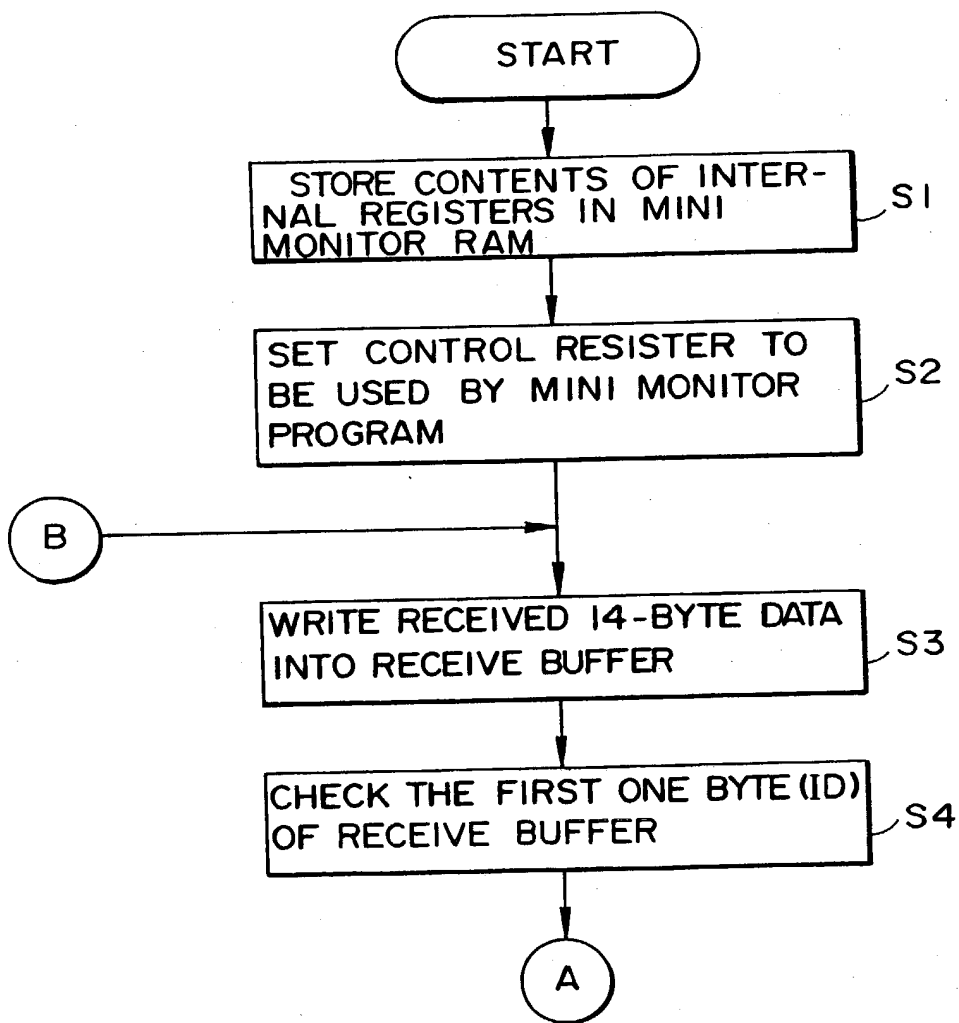 START
STORE CONTENTS OF INTER-
NAL REGISTERS IN MINI
MONITOR RAM
S1
SET CONTROL RESISTER TO
BE USED BY MINI MONITOR
PROGRAM
S2
B
WRITE RECEIVED 14-BYTE DATA
INTO RECEIVE BUFFER
S3
CHECK THE FIRST ONE BYTE (ID)
OF RECEIVE BUFFER
S4
A